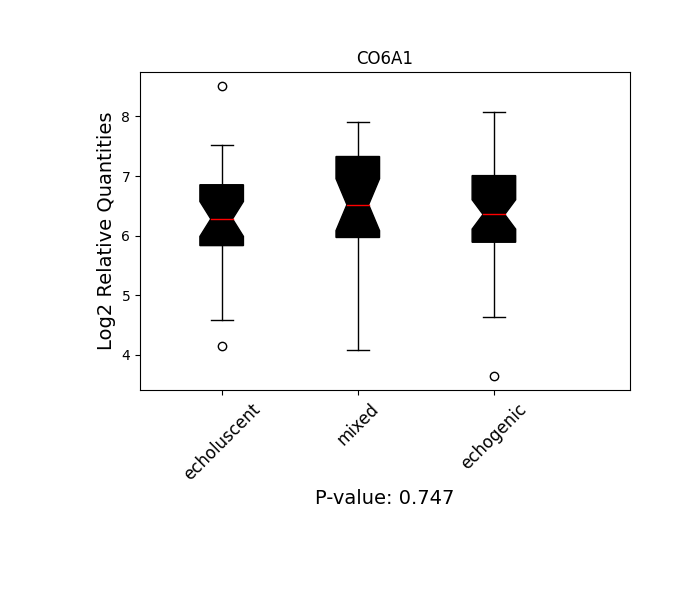 CO6A1
Log2 Relative Quantities
8
7
6
5
4
echoluscent
mixed
echogenic
P-value: 0.747